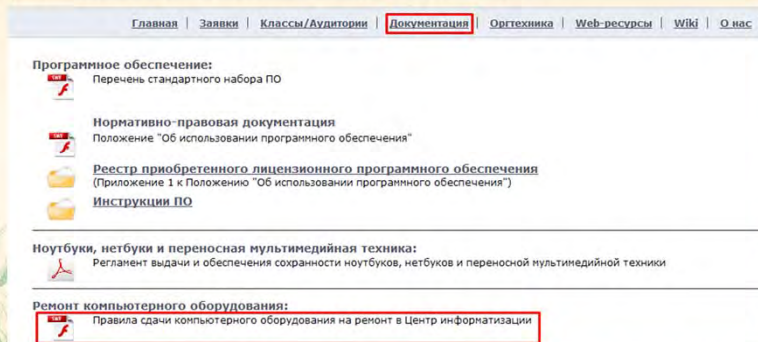 Главная | Заявки | Классы/Аудитории | Документация | Оргтехника | Web-ресурсы | Wiki | О нас
Программное обеспечение:
Перечень стандартного набора ПО
Нормативно-правовая документация
Положение "Об использовании программного обеспечения"
Реестр приобретенного лицензионного программного обеспечения
(Приложение 1 к Положению "Об использовании программного обеспечения")
Инструкции ПО
Ноутбуки, нетбуки и переносная мультимедийная техника:
Регламент выдачи и обеспечения сохранности ноутбуков, нетбуков и переносной мультимедийной техники
Ремонт компьютерного оборудования:
Правила сдачи компьютерного оборудования на ремонт в Центр информатизации